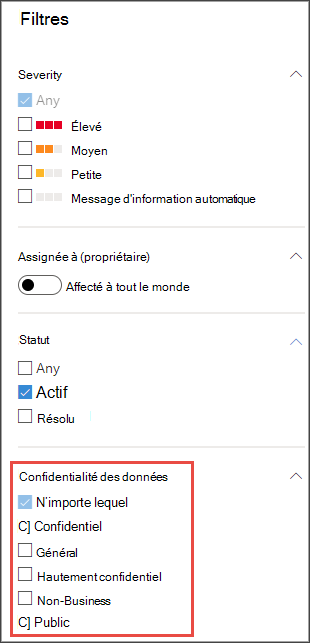 Filtres
Severity
Any
Élevé
Moyen
Petite
Message d'information automatique
Assignée à (propriétaire)
Affecté à tout le monde
Statut
Any
Actif
Résolu
Confidentialité des données
N'importe lequel
C] Confidentiel
Général
Hautement confidentiel
Non-Business
C] Public